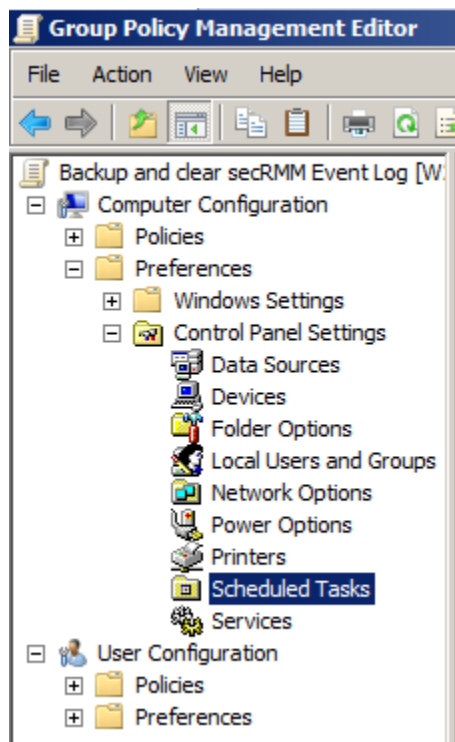 Group Policy Management Editor
File Action View Help
Backup and clear secRMM Event Log [W
Computer Configuration
Policies
Preferences
Windows Settings
Control Panel Settings
Data Sources
Devices
Folder Options
Local Users and Groups
Network Options
Power Options
Printers
Scheduled Tasks
Services
User Configuration
Policies
Preferences